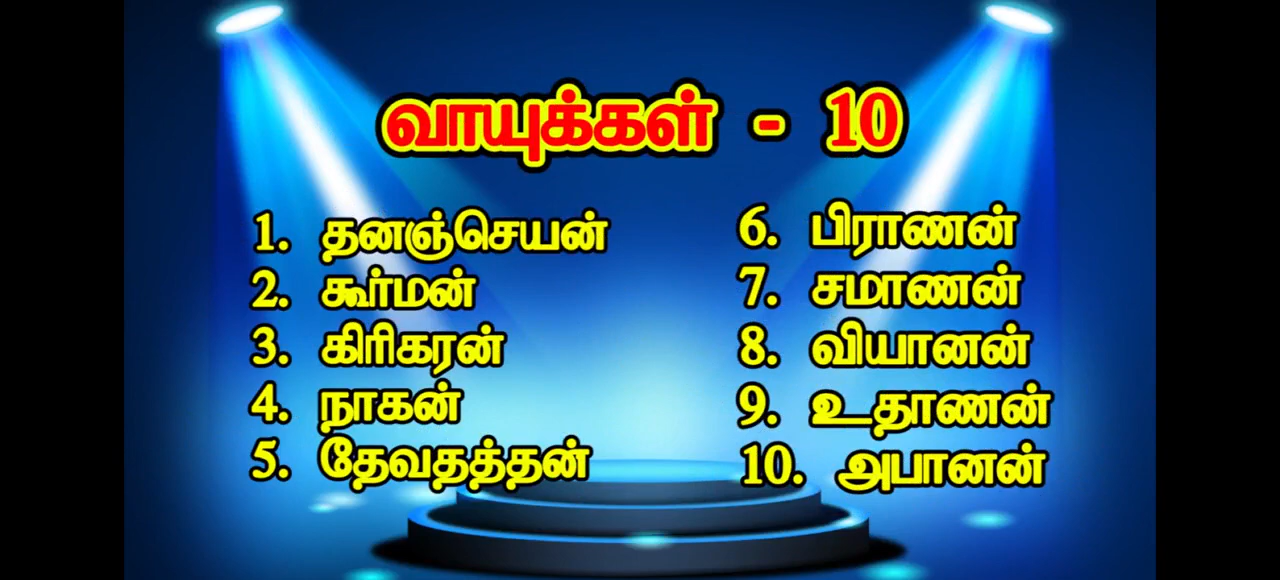 வாயுக்கள் - 10
1. தனஞ்செயன்
2. கூர்மன்
3. கிரிகரன்
4. நாகன்
5. தேவதத்தன்
6. பிராணன்
7. சமாணன்
8. வியானன்
9. உதாணன்
10. அபானன்